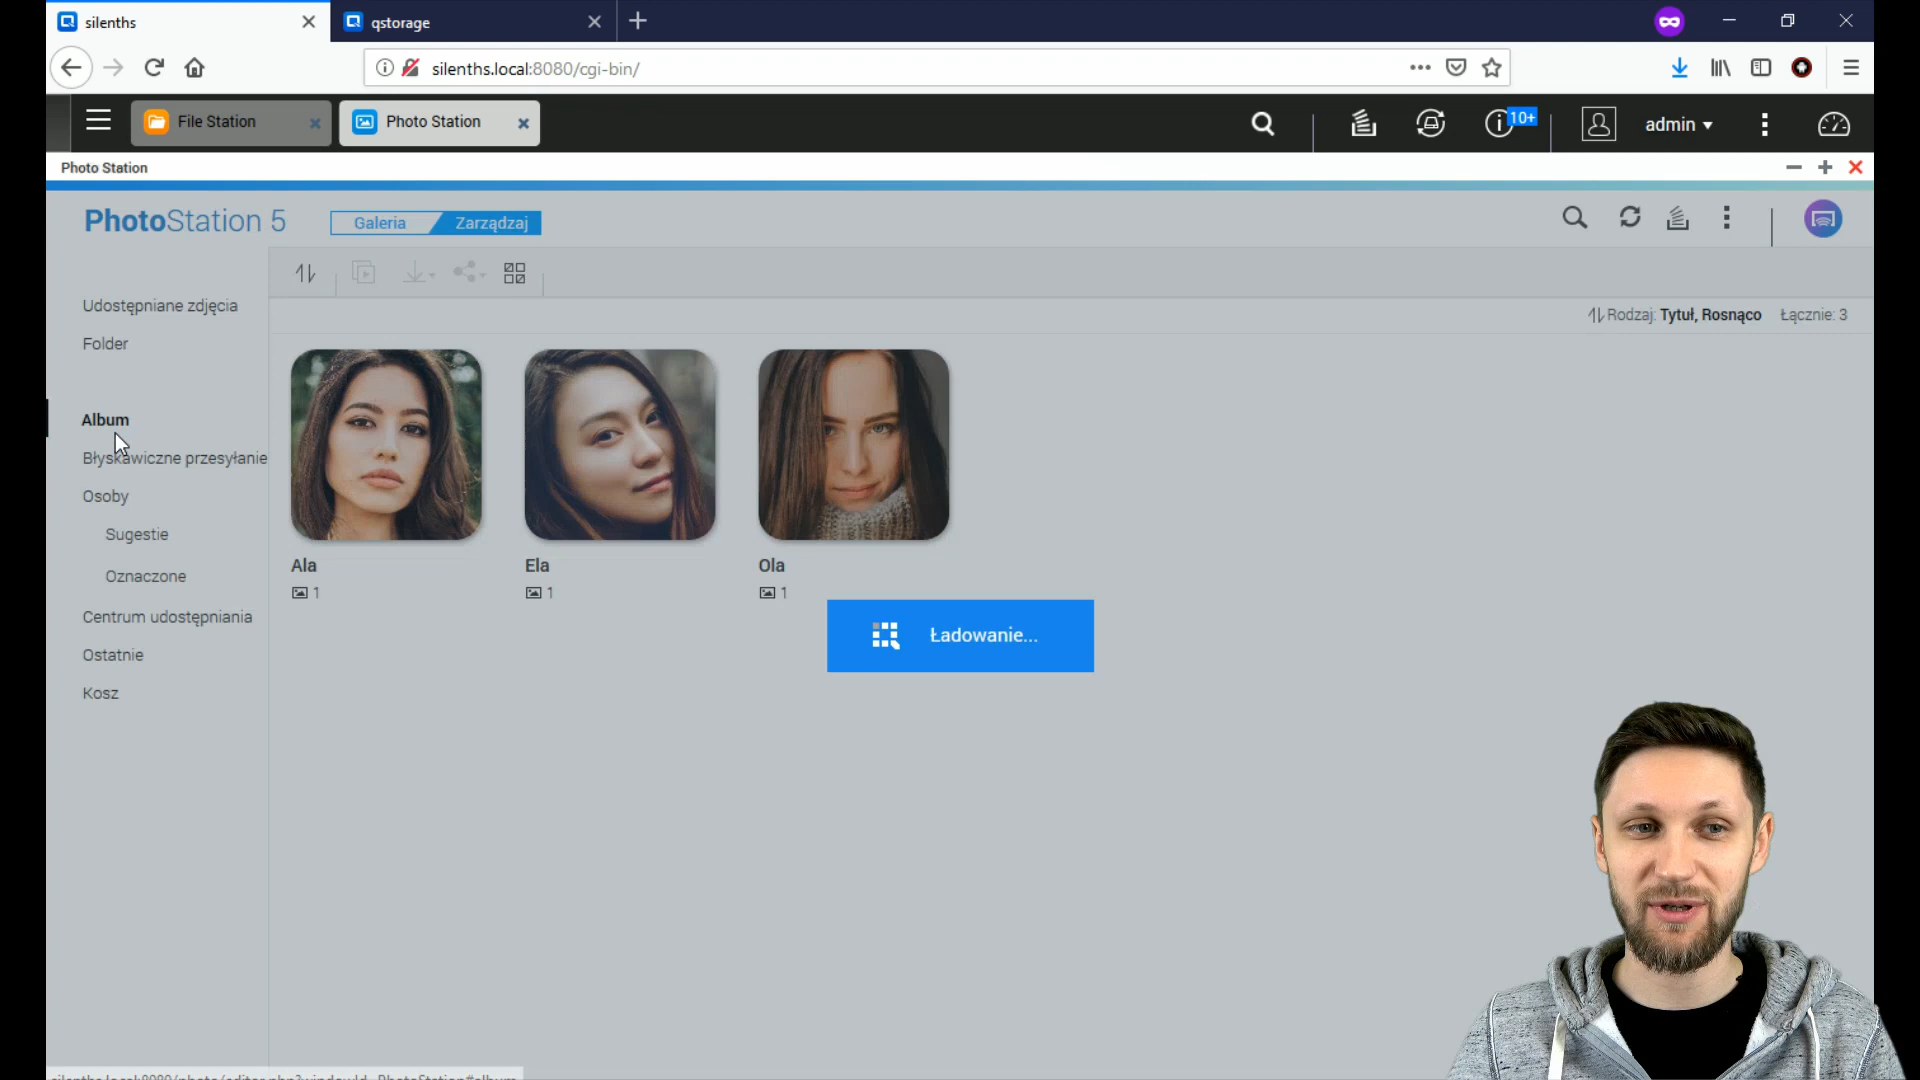 silenths
qstorage
silenths.local:8080/cgi-bin/
File Station
Photo Station
10+
admin
Photo Station
PhotoStation 5
Galeria
Zarządzaj
Udostępniane zdjęcia
Folder
Album
Błyskawiczne przesyłanie
Osoby
Sugestie
Oznaczone
Centrum udostępniania
Ostatnie
Kosz
Rodzaj: Tytuł, Rosnąco Łącznie: 3
Ala
1
Ela
1
Ola
1
Ładowanie...